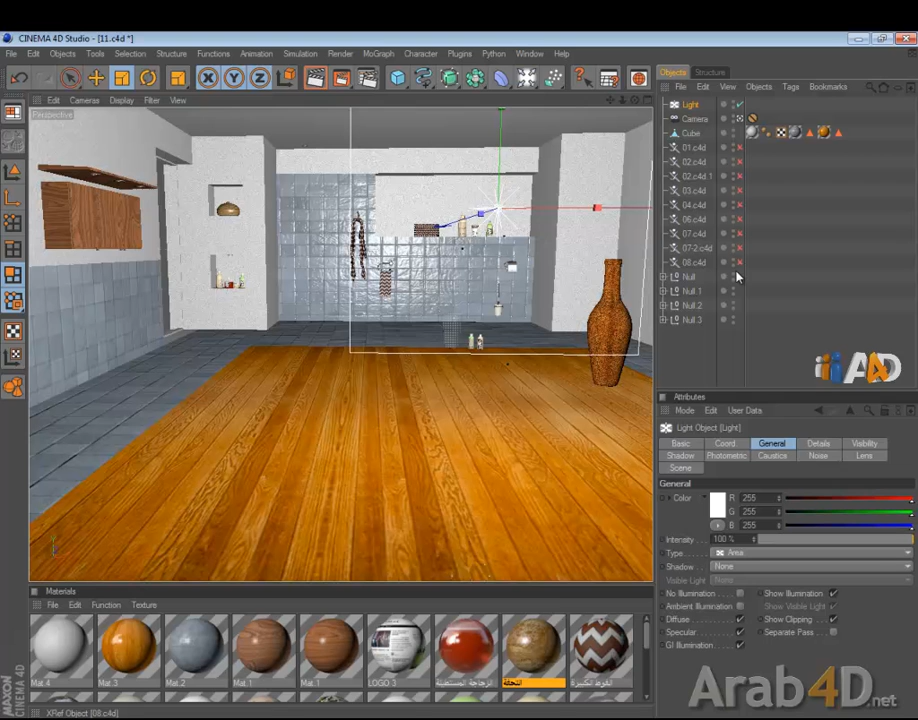 CINEMA 4D Studio - [11.c4d *]
File Edit Objects Tools Selection Structure Functions Animation Simulation Render MoGraph Character Plugins Python Window Help
Objects Structure
File Edit View Objects Tags Bookmarks
Edit Cameras Display Filter View
Perspective
Light
Camera
Cube
01.c4d
02.c4d
02.c4d.1
03.c4d
04.c4d
06.c4d
07.c4d
07-2.c4d
08.c4d
Null
Null.1
Null.2
Null.3
A4D
Attributes
Mode Edit User Data
Light Object [Light]
Basic Coord. General Details Visibility
Shadow Photometric Caustics Noise Lens
Scene
General
Color R 255
G 255
B 255
Intensity 100 %
Type Area
Shadow None
Visible Light None
No Illumination Show Illumination
Ambient Illumination Show Visible Light
Diffuse Show Clipping
Specular Separate Pass
GI Illumination
Materials
File Edit Function Texture
LOGO 3
Mat.4 Mat.3 Mat.2 Mat.1 Mat.1 LOGO 3
XRef Object [08.c4d]
MAXON CINEMA 4D
Arab4D.net